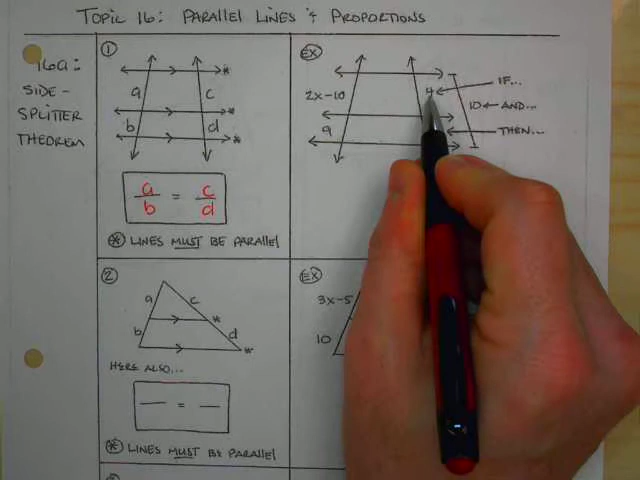 TOPIC 16: PARALLEL LINES & PROPORTIONS
16a:
SIDE-
SPLITTER
THEOREM
①
a c
b d
*
*
*
a/b = c/d
* LINES MUST BE PARALLEL
EX
2x-10 4 IF...
10 AND...
9 THEN...
②
a c
b d
*
*
HERE ALSO...
— = —
* LINES MUST BE PARALLEL
EX
3x-5
10